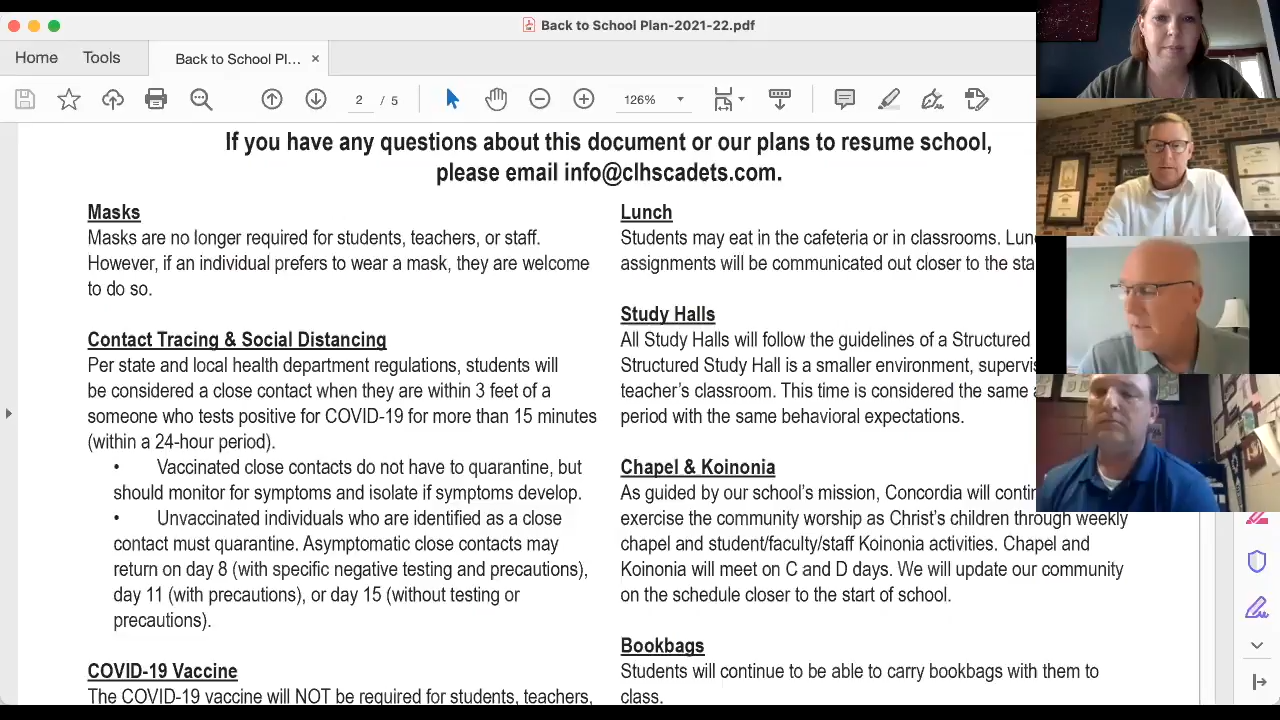 Back to School Plan-2021-22.pdf
Home
Tools
Back to School Pl... ×
2 / 5
126%
If you have any questions about this document or our plans to resume school,
please email info@clhscadets.com.
Masks
Masks are no longer required for students, teachers, or staff.
However, if an individual prefers to wear a mask, they are welcome
to do so.
Contact Tracing & Social Distancing
Per state and local health department regulations, students will
be considered a close contact when they are within 3 feet of a
someone who tests positive for COVID-19 for more than 15 minutes
(within a 24-hour period).
• Vaccinated close contacts do not have to quarantine, but
should monitor for symptoms and isolate if symptoms develop.
• Unvaccinated individuals who are identified as a close
contact must quarantine. Asymptomatic close contacts may
return on day 8 (with specific negative testing and precautions),
day 11 (with precautions), or day 15 (without testing or
precautions).
COVID-19 Vaccine
The COVID-19 vaccine will NOT be required for students, teachers,
Lunch
Students may eat in the cafeteria or in classrooms.
assignments will be communicated out closer to the
Study Halls
All Study Halls will follow the guidelines of a Structured
Structured Study Hall is a smaller environment,
teacher's classroom. This time is considered the same
period with the same behavioral expectations.
Chapel & Koinonia
As guided by our school's mission, Concordia will
exercise the community worship as Christ's children through weekly
chapel and student/faculty/staff Koinonia activities. Chapel and
Koinonia will meet on C and D days. We will update our community
on the schedule closer to the start of school.
Bookbags
Students will continue to be able to carry bookbags with them to
class.